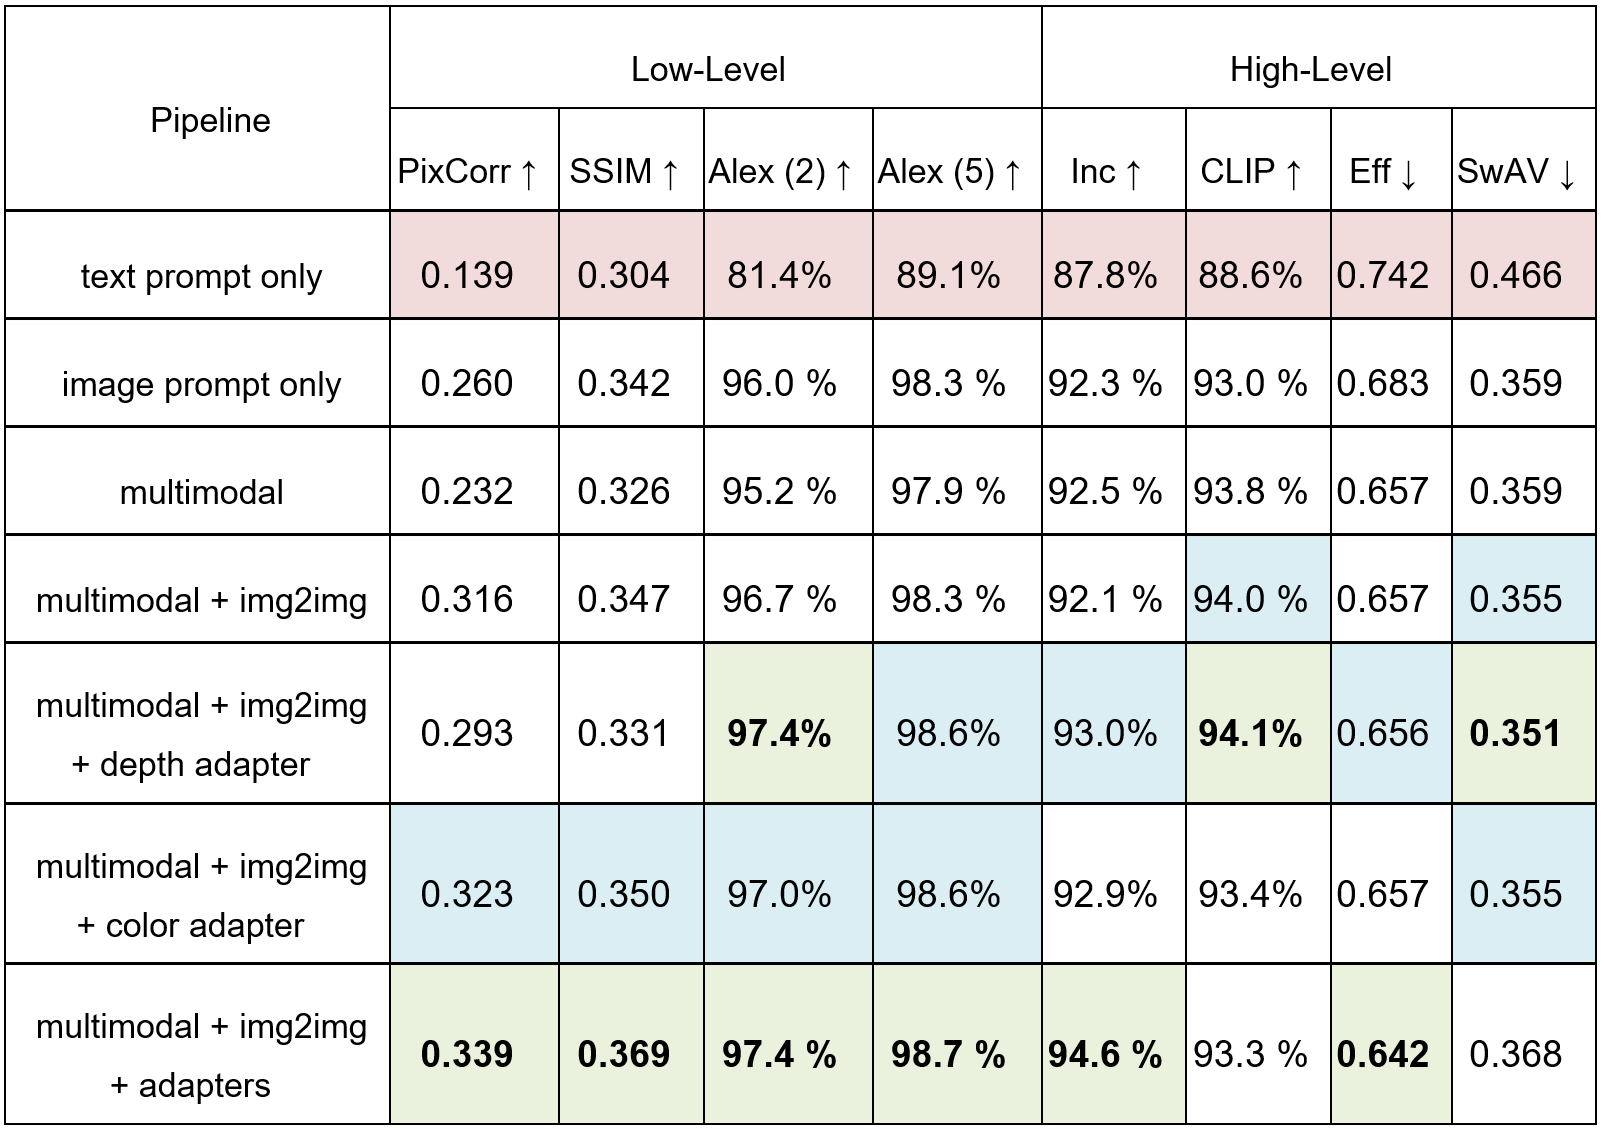 Pipeline
Low-Level
High-Level
PixCorr ↑
SSIM ↑
Alex (2) ↑
Alex (5) ↑
Inc ↑
CLIP ↑
Eff ↓
SwAV ↓
text prompt only
0.139
0.304
81.4%
89.1%
87.8%
88.6%
0.742
0.466
image prompt only
0.260
0.342
96.0 %
98.3 %
92.3 %
93.0 %
0.683
0.359
multimodal
0.232
0.326
95.2 %
97.9 %
92.5 %
93.8 %
0.657
0.359
multimodal + img2img
0.316
0.347
96.7 %
98.3 %
92.1 %
94.0 %
0.657
0.355
multimodal + img2img
+ depth adapter
0.293
0.331
97.4%
98.6%
93.0%
94.1%
0.656
0.351
multimodal + img2img
+ color adapter
0.323
0.350
97.0%
98.6%
92.9%
93.4%
0.657
0.355
multimodal + img2img
+ adapters
0.339
0.369
97.4 %
98.7 %
94.6 %
93.3 %
0.642
0.368